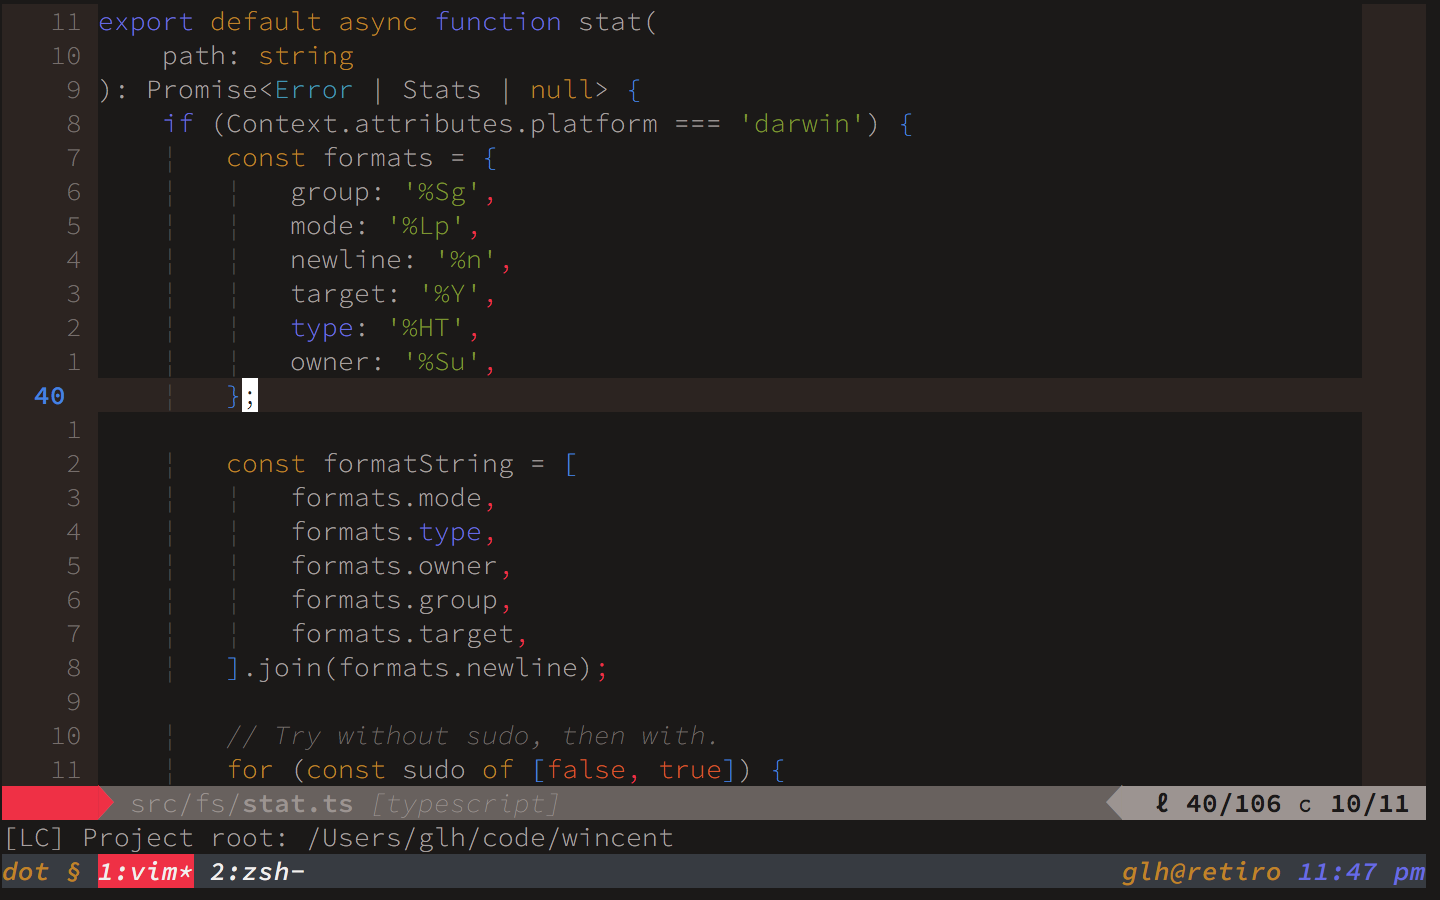 11 export default async function stat(
10     path: string
9 ): Promise<Error | Stats | null> {
8     if (Context.attributes.platform === 'darwin') {
7     ¦   const formats = {
6     ¦   ¦   group: '%Sg',
5     ¦   ¦   mode: '%Lp',
4     ¦   ¦   newline: '%n',
3     ¦   ¦   target: '%Y',
2     ¦   ¦   type: '%HT',
1     ¦   ¦   owner: '%Su',
40     ¦   };
1
2     ¦   const formatString = [
3     ¦   ¦   formats.mode,
4     ¦   ¦   formats.type,
5     ¦   ¦   formats.owner,
6     ¦   ¦   formats.group,
7     ¦   ¦   formats.target,
8     ¦   ].join(formats.newline);
9
10     ¦   // Try without sudo, then with.
11     ¦   for (const sudo of [false, true]) {
src/fs/stat.ts [typescript] ℓ 40/106 c 10/11
[LC] Project root: /Users/glh/code/wincent
dot § 1:vim* 2:zsh- glh@retiro 11:47 pm